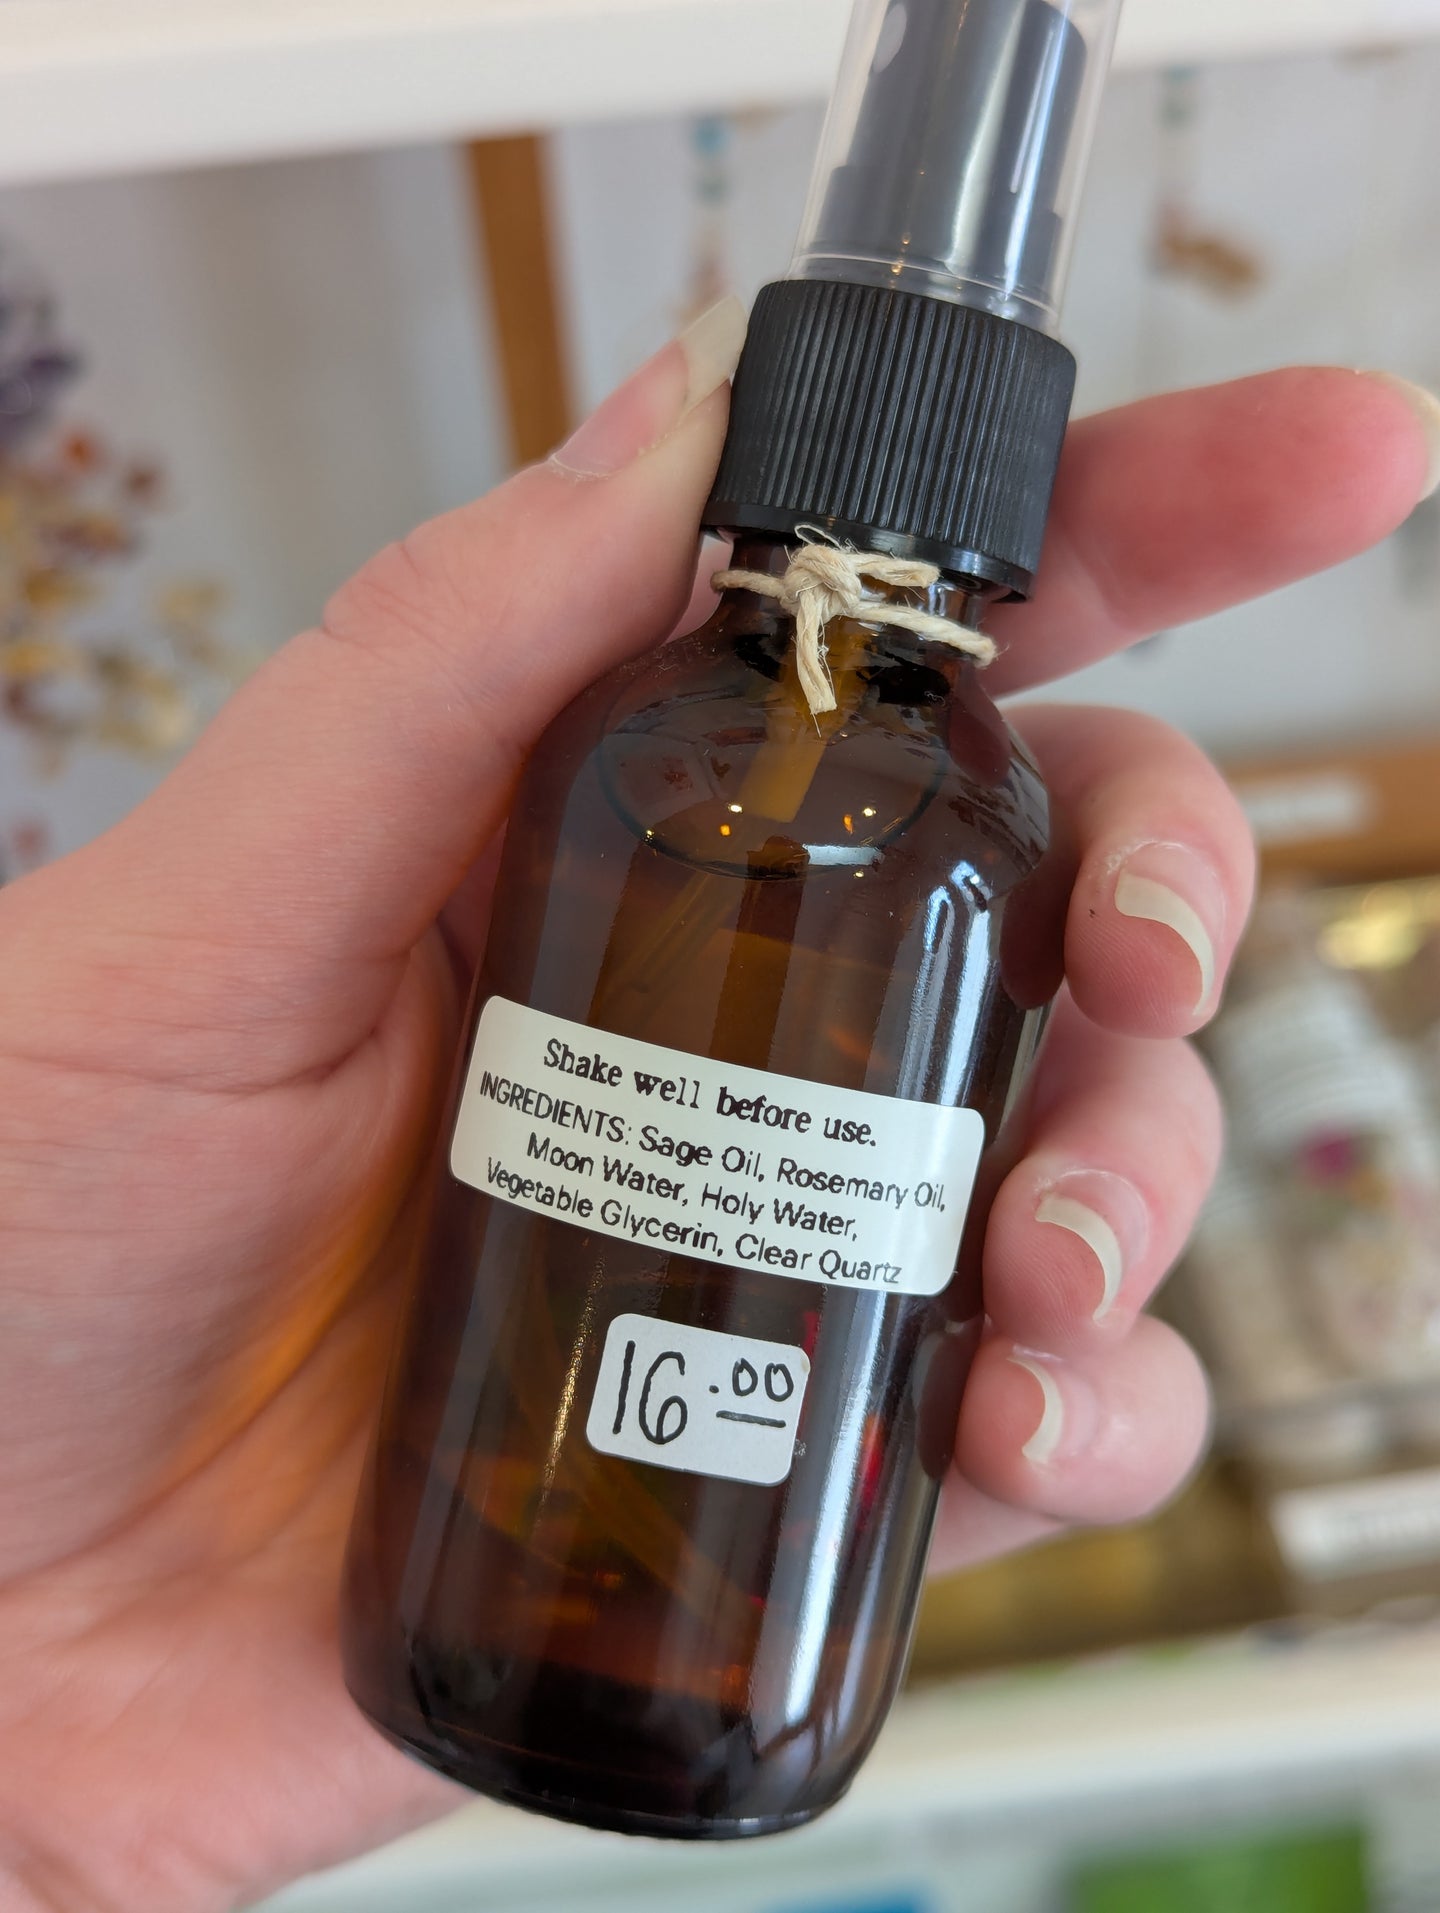 Shake well before use.
INGREDIENTS: Sage Oil, Rosemary Oil,
Moon Water, Holy Water,
Vegetable Glycerin, Clear Quartz
16.00